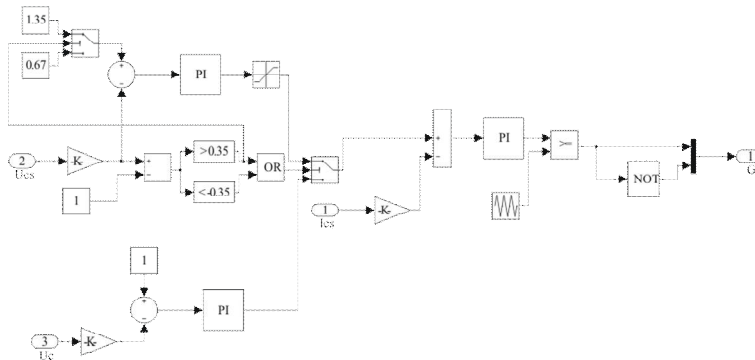 1.35
0.67
PI
2
Ucs
-K-
1
>0.35
<-0.35
OR
1
Ics
-K-
PI
>=
NOT
1
G
1
PI
3
Uc
-K-